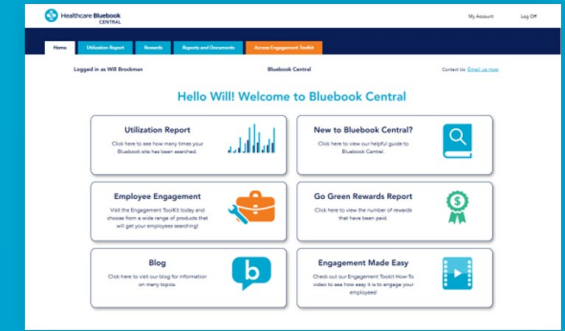 Healthcare Bluebook
CENTRAL
My Account Log Off
Home Utilization Report Rewards Reports and Documents Access Engagement Toolkit
Logged in as Will Brockman Bluebook Central Contact Us: Email us now
Hello Will! Welcome to Bluebook Central
Utilization Report
Click here to see how many times your
Bluebook site has been searched.
New to Bluebook Central?
Click here to view our helpful guide to
Bluebook Central.
Employee Engagement
Visit the Engagement ToolKit today and
choose from a wide range of products that
will get your employees searching!
Go Green Rewards Report
Click here to view the number of rewards
that have been paid.
Blog
Click here to visit our blog for information
on many topics.
b
Engagement Made Easy
Check out our Engagement Toolkit How-To
video to see how easy it is to engage your
employees!